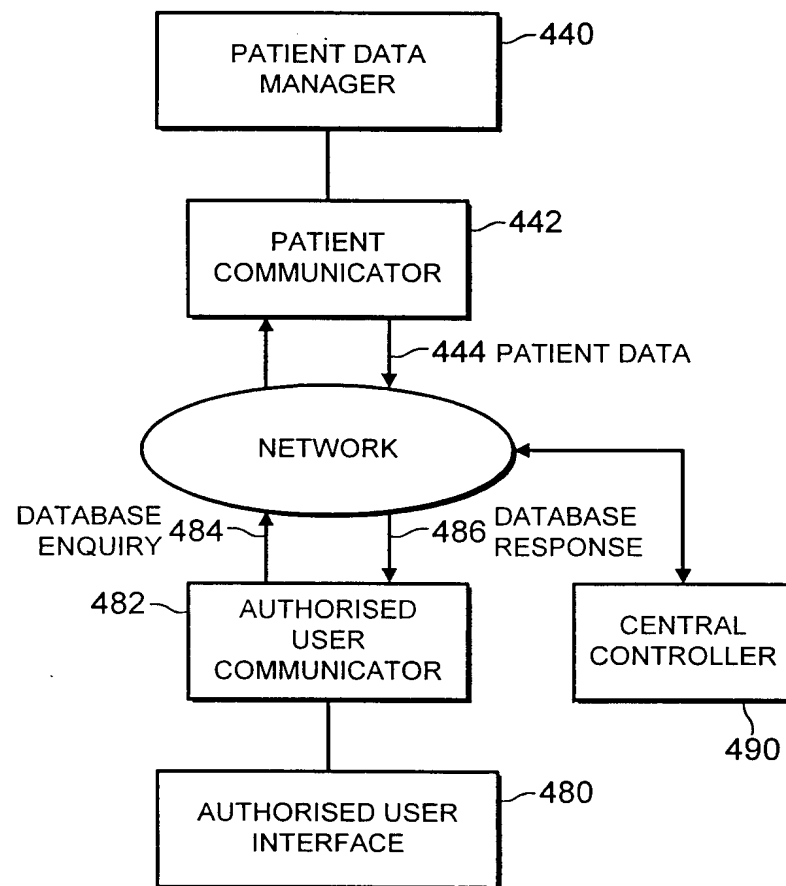 440
PATIENT DATA
MANAGER
442
PATIENT
COMMUNICATOR
444 PATIENT DATA
NETWORK
DATABASE
ENQUIRY
484
486
DATABASE
RESPONSE
482
AUTHORISED
USER
COMMUNICATOR
CENTRAL
CONTROLLER
490
480
AUTHORISED USER
INTERFACE